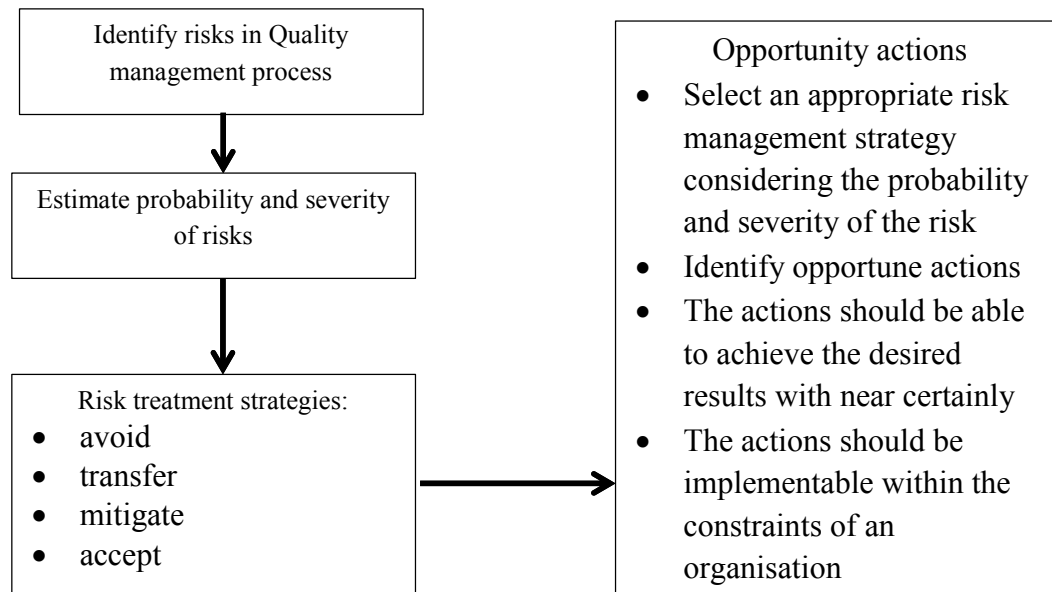 Identify risks in Quality
management process
Estimate probability and severity
of risks
Risk treatment strategies:
• avoid
• transfer
• mitigate
• accept
Opportunity actions
• Select an appropriate risk
management strategy
considering the probability
and severity of the risk
• Identify opportune actions
• The actions should be able
to achieve the desired
results with near certainly
• The actions should be
implementable within the
constraints of an
organisation